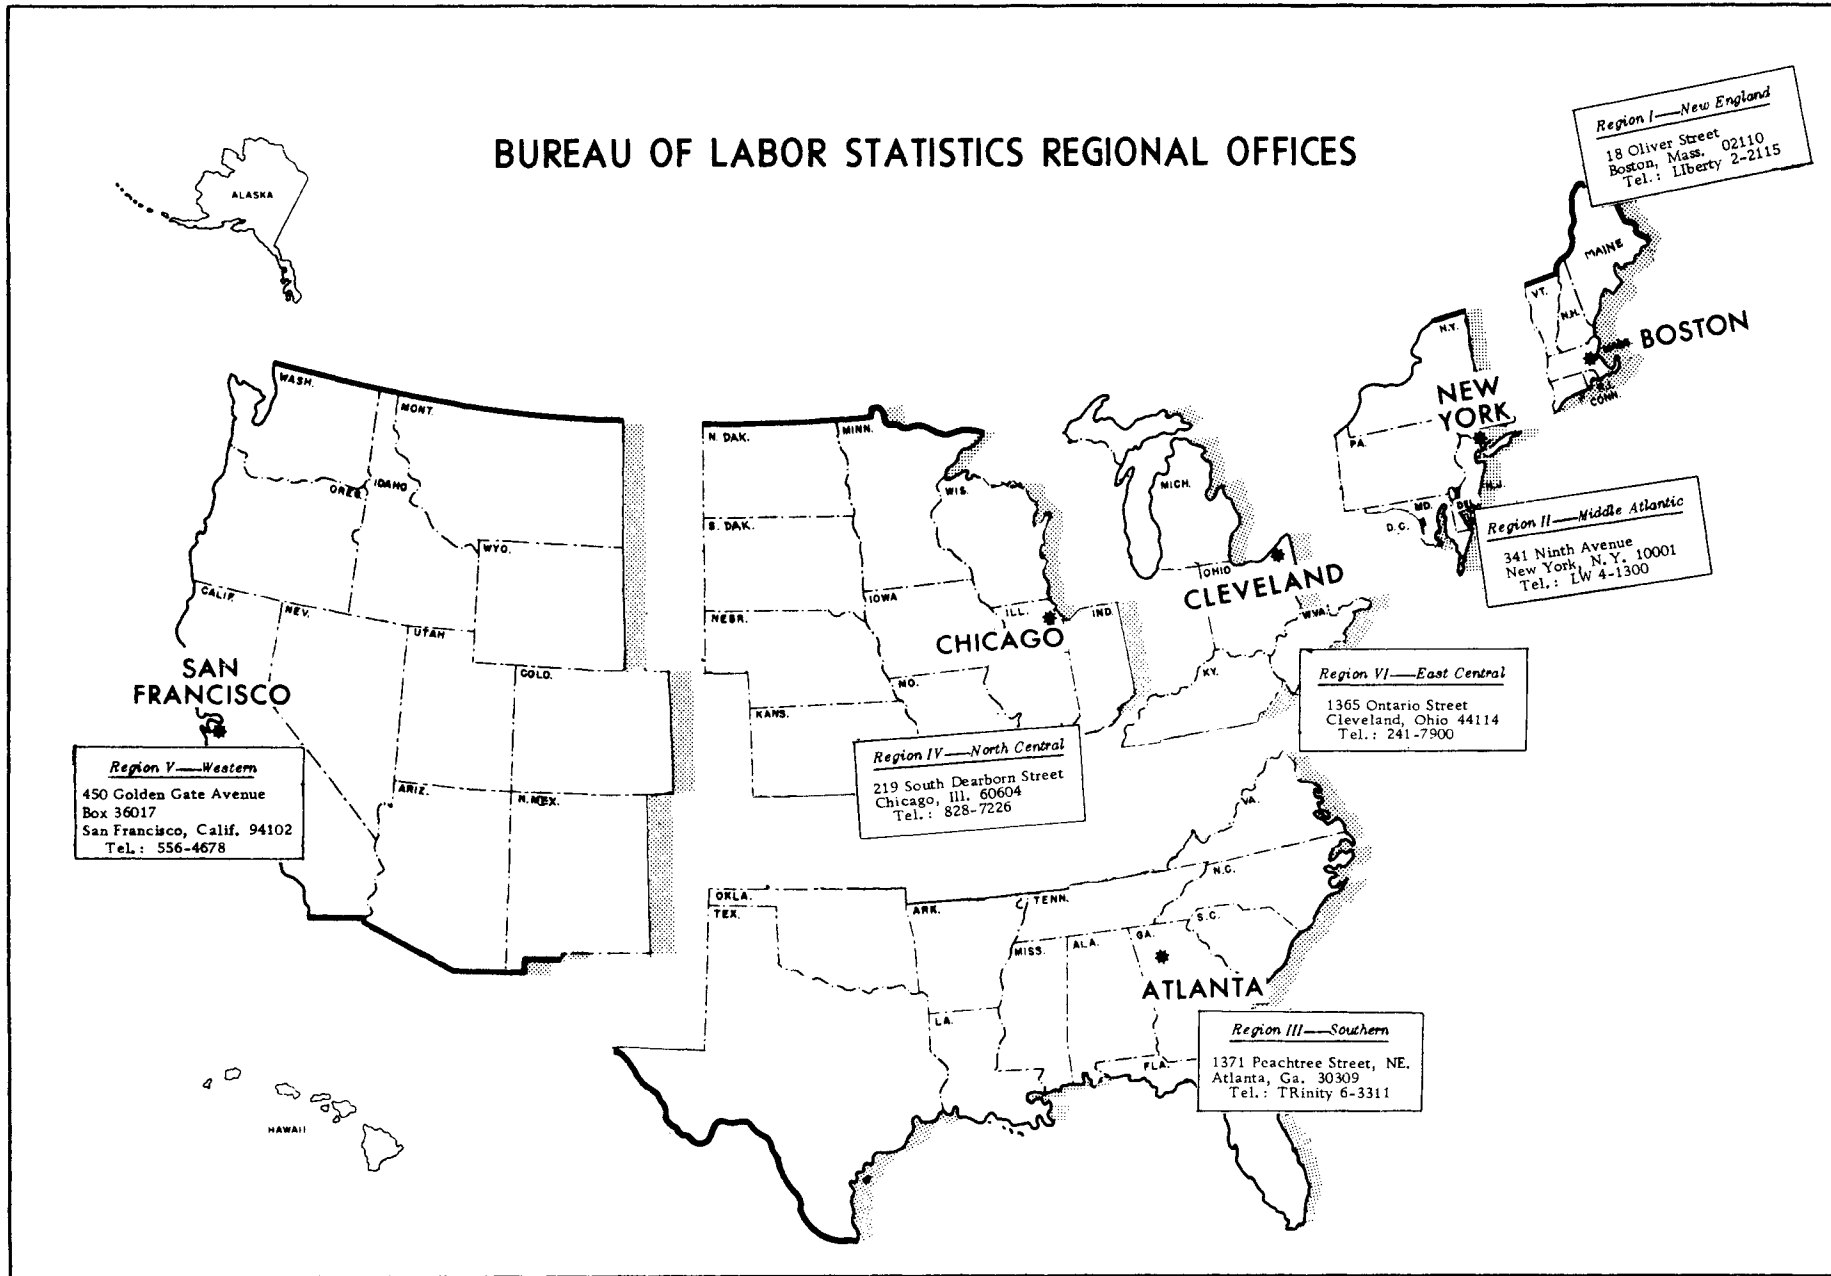 BUREAU OF LABOR STATISTICS REGIONAL OFFICES
Region I—New England
18 Oliver Street
Boston, Mass. 02110
Tel.: LIberty 2-2115
ALASKA
MAINE
VT.
N.H.
MASS.
BOSTON
R.I.
CONN.
N.Y.
NEW
YORK
PA.
N.J.
MD.
DEL.
D.C.
Region II—Middle Atlantic
341 Ninth Avenue
New York, N. Y. 10001
Tel.: LW 4-1300
WASH.
MONT.
OREG.
IDAHO
WYO.
CALIF.
NEV.
UTAH
COLO.
ARIZ.
N.MEX.
SAN
FRANCISCO
Region V—Western
450 Golden Gate Avenue
Box 36017
San Francisco, Calif. 94102
Tel.: 556-4678
N. DAK.
MINN.
S. DAK.
WIS.
IOWA
NEBR.
ILL.
IND.
CHICAGO
MO.
KANS.
Region IV—North Central
219 South Dearborn Street
Chicago, Ill. 60604
Tel.: 828-7226
MICH.
OHIO
CLEVELAND
W.VA.
KY.
Region VI—East Central
1365 Ontario Street
Cleveland, Ohio 44114
Tel.: 241-7900
VA.
N.C.
OKLA.
TEX.
ARK.
TENN.
S.C.
MISS.
ALA.
GA.
ATLANTA
LA.
FLA.
Region III—Southern
1371 Peachtree Street, NE.
Atlanta, Ga. 30309
Tel.: TRinity 6-3311
HAWAII